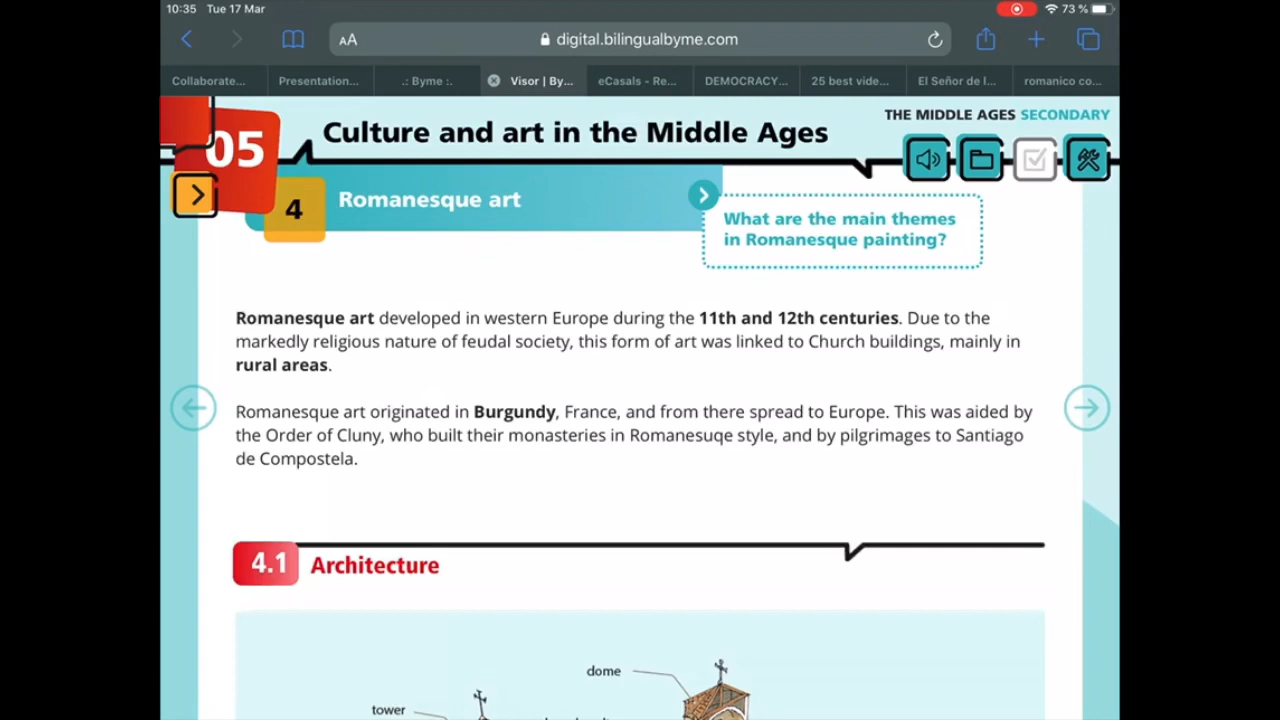 10:35 Tue 17 Mar
73 %
AA
digital.bilingualbyme.com
Collaborate...
Presentation...
.: Byme :.
Visor | By...
eCasals - Re...
DEMOCRACY...
25 best vide...
El Señor de l...
romanico co...
THE MIDDLE AGES SECONDARY
05
Culture and art in the Middle Ages
4
Romanesque art
What are the main themes
in Romanesque painting?
Romanesque art developed in western Europe during the 11th and 12th centuries. Due to the
markedly religious nature of feudal society, this form of art was linked to Church buildings, mainly in
rural areas.
Romanesque art originated in Burgundy, France, and from there spread to Europe. This was aided by
the Order of Cluny, who built their monasteries in Romanesuqe style, and by pilgrimages to Santiago
de Compostela.
4.1
Architecture
dome
tower